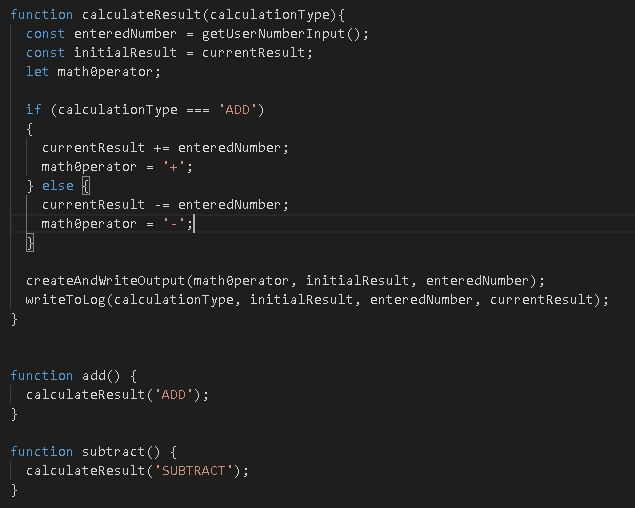 function calculateResult(calculationType){
  const enteredNumber = getUserNumberInput();
  const initialResult = currentResult;
  let mathOperator;

  if (calculationType === 'ADD')
  {
    currentResult += enteredNumber;
    mathOperator = '+';
  } else {
    currentResult -= enteredNumber;
    mathOperator = '-';
  }

  createAndWriteOutput(mathOperator, initialResult, enteredNumber);
  writeToLog(calculationType, initialResult, enteredNumber, currentResult);
}


function add() {
  calculateResult('ADD');
}

function subtract() {
  calculateResult('SUBTRACT');
}